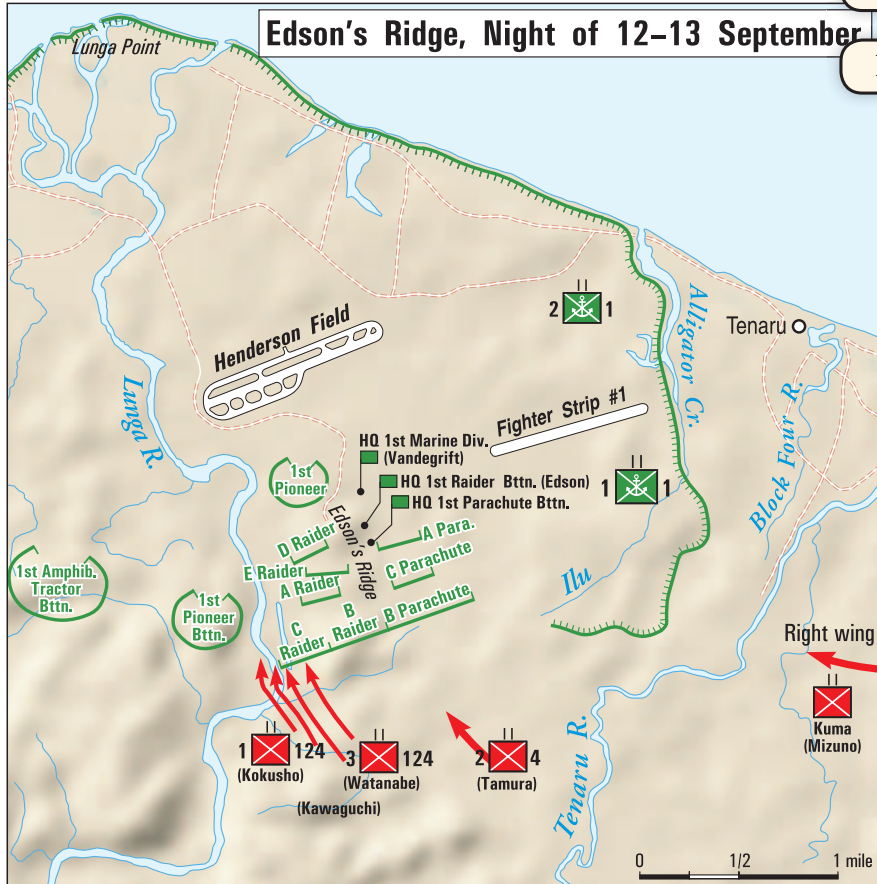 Edson's Ridge, Night of 12–13 September
Lunga Point
Henderson Field
Lunga R.
2 1
Alligator Cr.
Tenaru
Block Four R.
Fighter Strip #1
HQ 1st Marine Div.
(Vandegrift)
HQ 1st Raider Bttn. (Edson)
HQ 1st Parachute Bttn.
1st
Pioneer
1 1
Edson's Ridge
D Raider
A Para.
E Raider
C Parachute
A Raider
1st Amphib.
Tractor
Bttn.
1st
Pioneer
Bttn.
C
Raider
B
Raider
B Parachute
Ilu
Right wing
Kuma
(Mizuno)
Tenaru R.
1 124
(Kokusho)
3 124
(Watanabe)
(Kawaguchi)
2 4
(Tamura)
0 1/2 1 mile